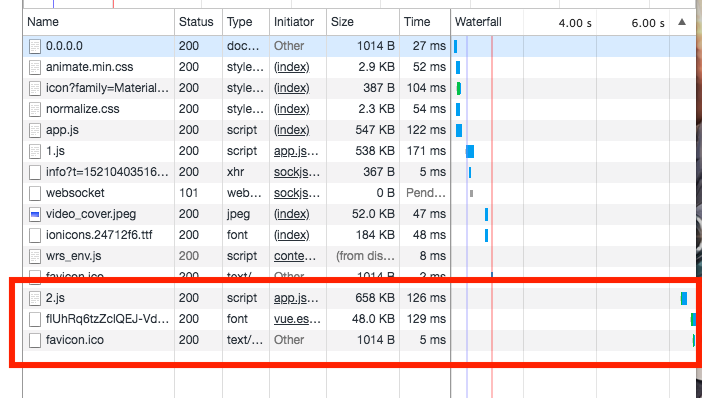 Name Status Type Initiator Size Time Waterfall 4.00 s 6.00 s
0.0.0.0 200 doc... Other 1014 B 27 ms
animate.min.css 200 style... (index) 2.9 KB 52 ms
icon?family=Material... 200 style... (index) 387 B 104 ms
normalize.css 200 style... (index) 2.3 KB 54 ms
app.js 200 script (index) 547 KB 122 ms
1.js 200 script app.js... 538 KB 171 ms
info?t=15210403516... 200 xhr sockjs... 367 B 5 ms
websocket 101 web... sockjs... 0 B Pend...
video_cover.jpeg 200 jpeg (index) 52.0 KB 47 ms
ionicons.24712f6.ttf 200 font (index) 184 KB 48 ms
wrs_env.js 200 script conte... (from dis... 8 ms
favicon.ico 200 text/... Other 1014 B 2 ms
2.js 200 script app.js... 658 KB 126 ms
flUhRq6tzZclQEJ-Vd... 200 font vue.es... 48.0 KB 129 ms
favicon.ico 200 text/... Other 1014 B 5 ms